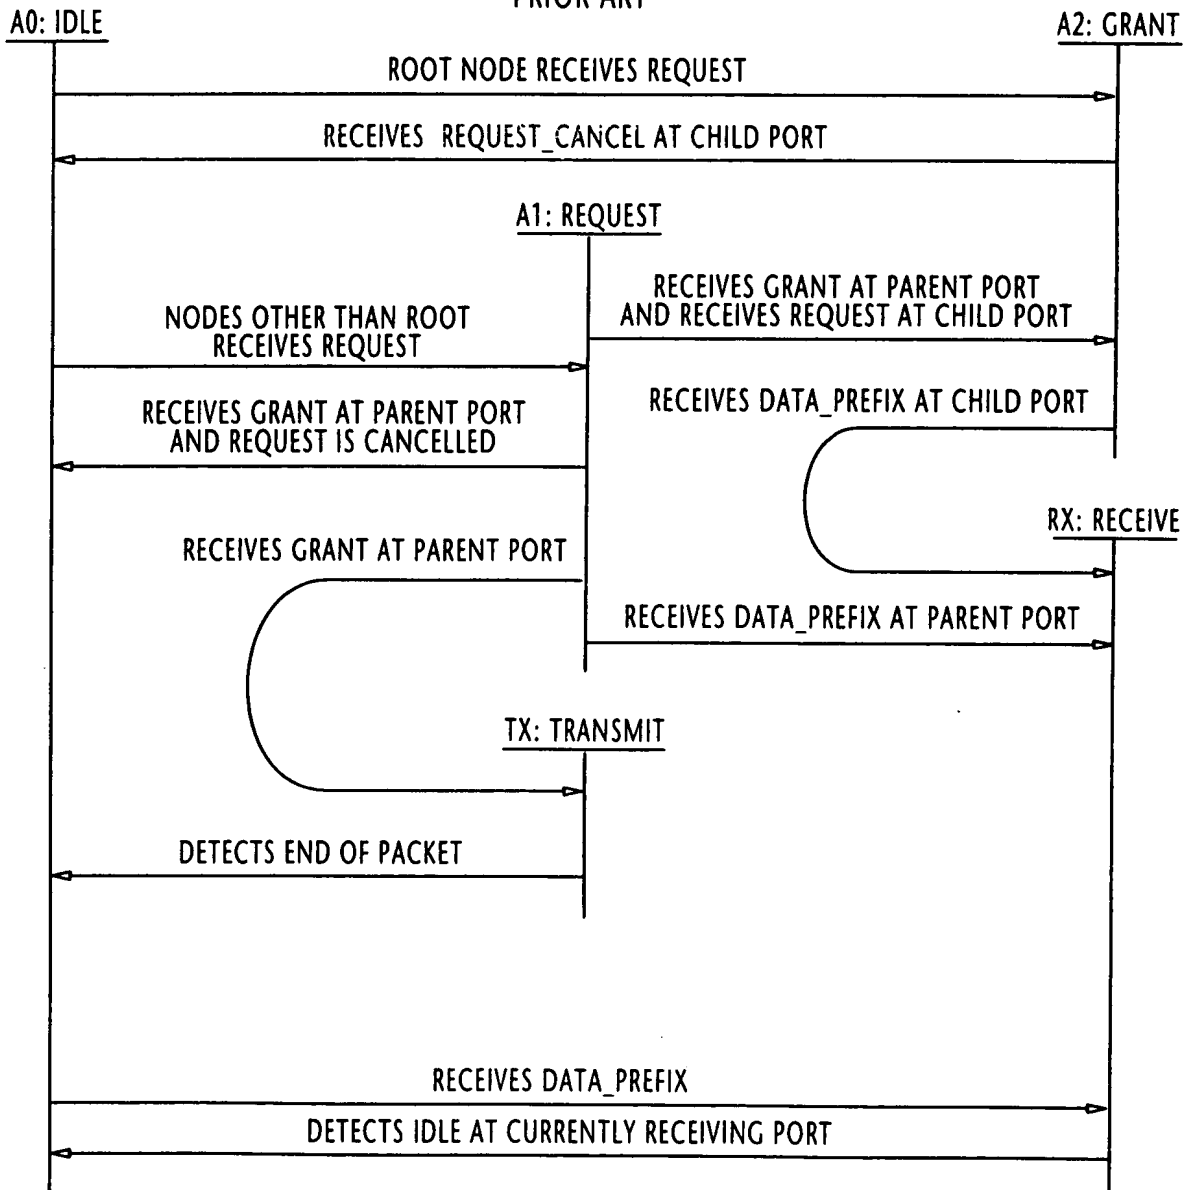 PRIOR ART
A0: IDLE
A2: GRANT
ROOT NODE RECEIVES REQUEST
RECEIVES REQUEST_CANCEL AT CHILD PORT
A1: REQUEST
RECEIVES GRANT AT PARENT PORT
AND RECEIVES REQUEST AT CHILD PORT
NODES OTHER THAN ROOT
RECEIVES REQUEST
RECEIVES DATA_PREFIX AT CHILD PORT
RECEIVES GRANT AT PARENT PORT
AND REQUEST IS CANCELLED
RX: RECEIVE
RECEIVES GRANT AT PARENT PORT
RECEIVES DATA_PREFIX AT PARENT PORT
TX: TRANSMIT
DETECTS END OF PACKET
RECEIVES DATA_PREFIX
DETECTS IDLE AT CURRENTLY RECEIVING PORT